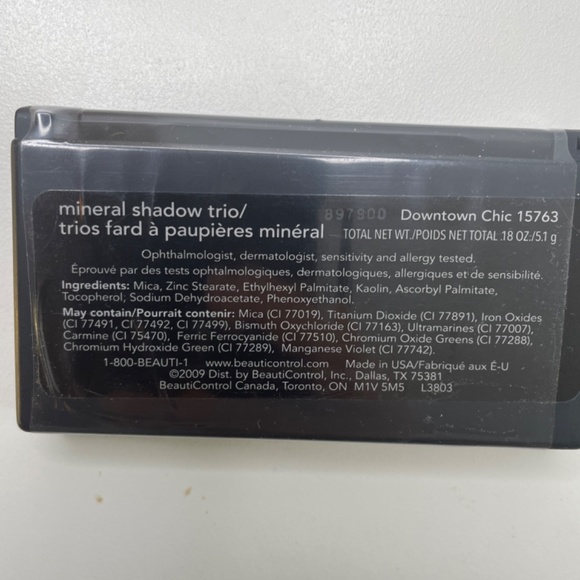 mineral shadow trio/ 897900 Downtown Chic 15763
trios fard à paupières minéral TOTAL NET WT./POIDS NET TOTAL .18 OZ./5.1 g
Ophthalmologist, dermatologist, sensitivity and allergy tested.
Éprouvé par des tests ophtalmologiques, dermatologiques, allergiques et de sensibilité.
Ingredients: Mica, Zinc Stearate, Ethylhexyl Palmitate, Kaolin, Ascorbyl Palmitate,
Tocopherol, Sodium Dehydroacetate, Phenoxyethanol.
May contain/Pourrait contenir: Mica (CI 77019), Titanium Dioxide (CI 77891), Iron Oxides
(CI 77491, CI 77492, CI 77499), Bismuth Oxychloride (CI 77163), Ultramarines (CI 77007),
Carmine (CI 75470), Ferric Ferrocyanide (CI 77510), Chromium Oxide Greens (CI 77288),
Chromium Hydroxide Green (CI 77289), Manganese Violet (CI 77742).
1-800-BEAUTI-1 www.beauticontrol.com Made in USA/Fabriqué aux É-U
©2009 Dist. by BeautiControl, Inc., Dallas, TX 75381
BeautiControl Canada, Toronto, ON M1V 5M5 L3803